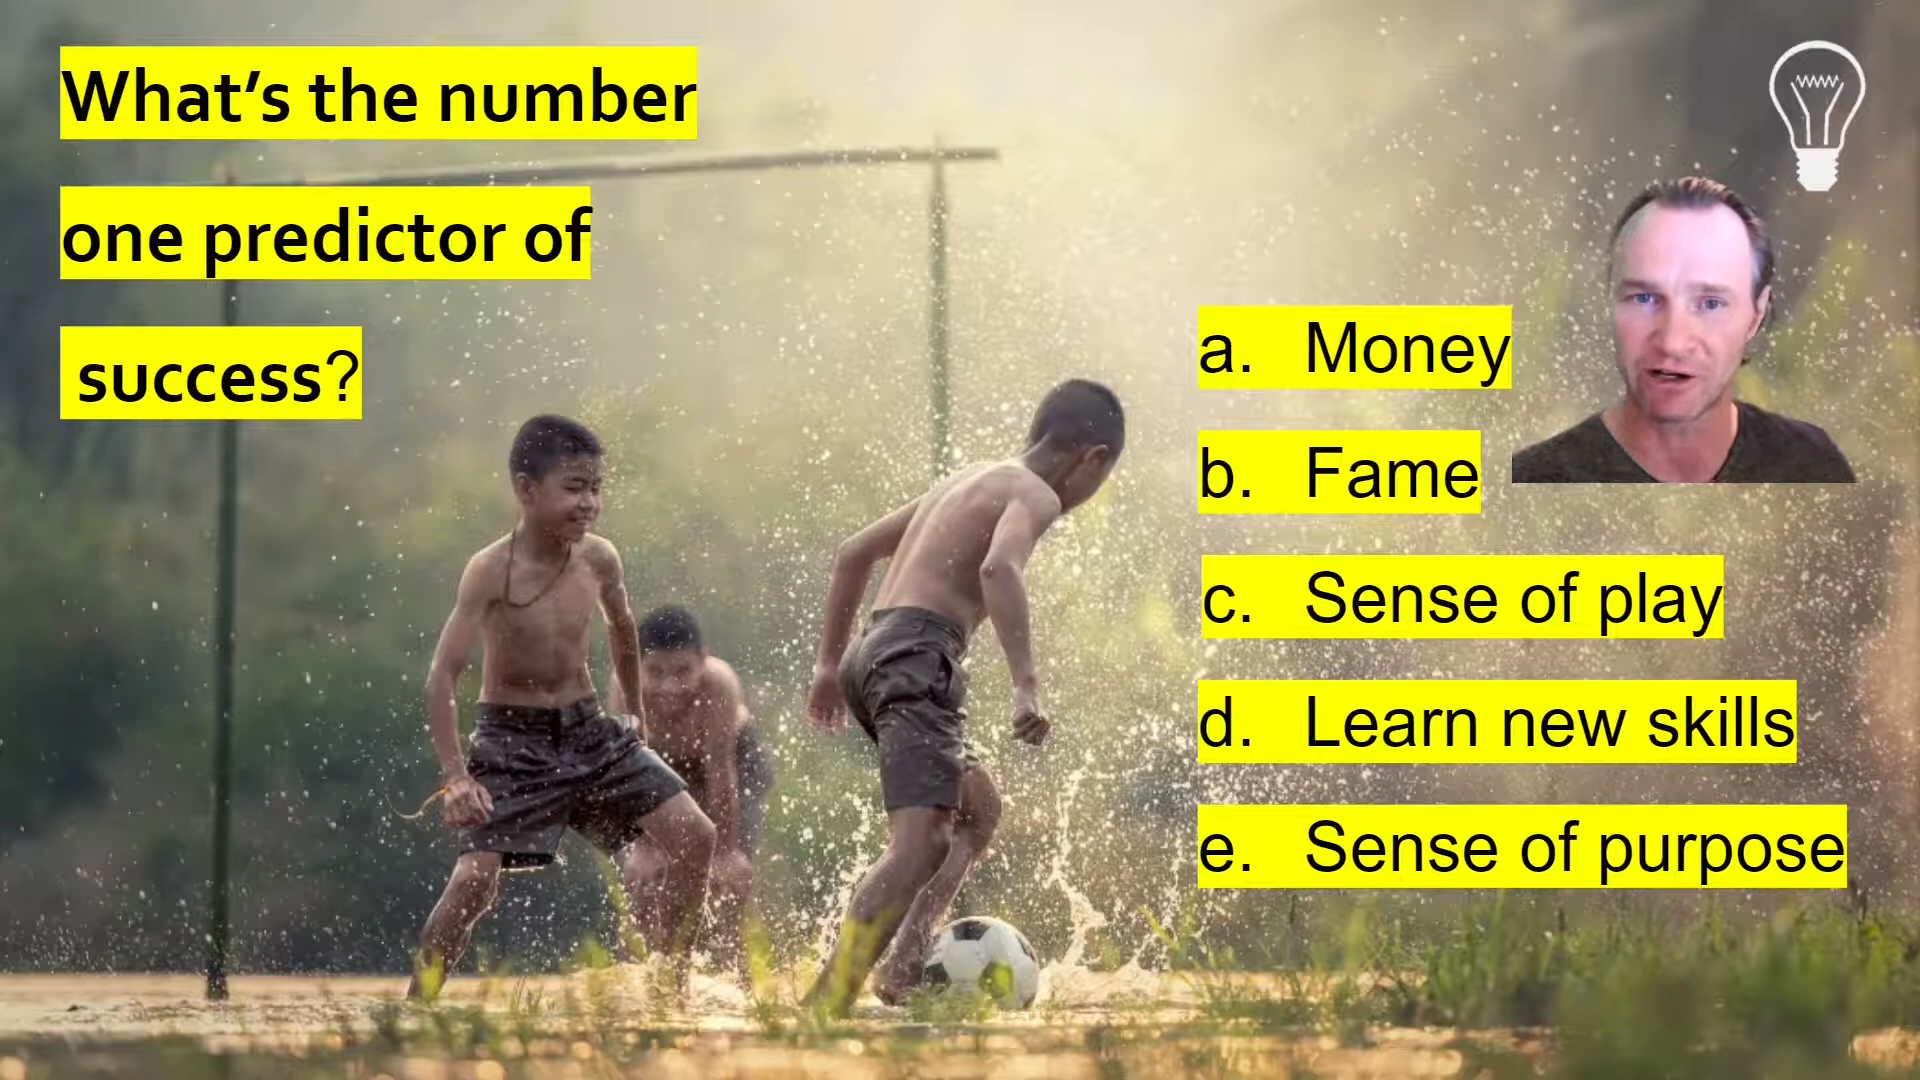 What’s the number
one predictor of
success?
a. Money
b. Fame
c. Sense of play
d. Learn new skills
e. Sense of purpose